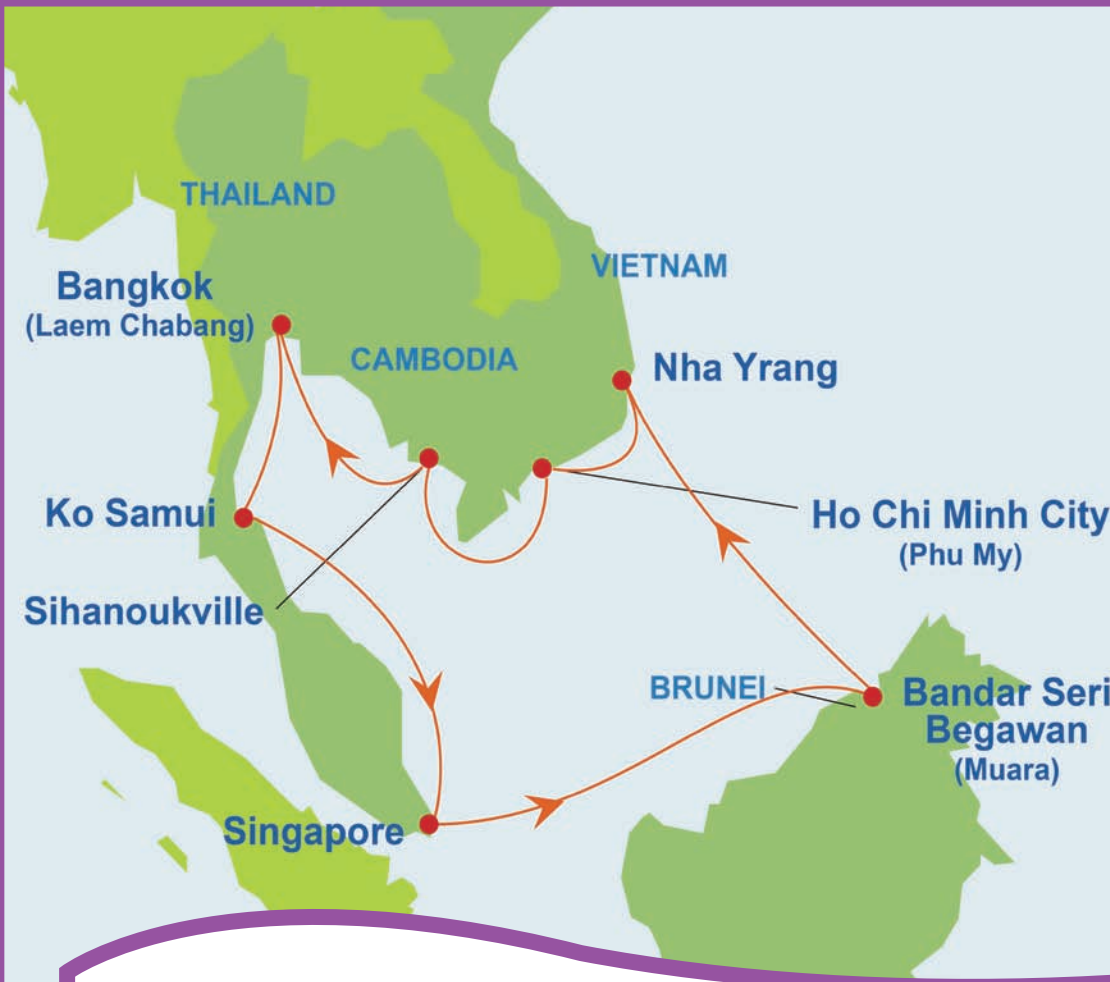 THAILAND
VIETNAM
Bangkok
(Laem Chabang)
CAMBODIA
Nha Yrang
Ko Samui
Ho Chi Minh City
(Phu My)
Sihanoukville
BRUNEI
Bandar Seri
Begawan
(Muara)
Singapore